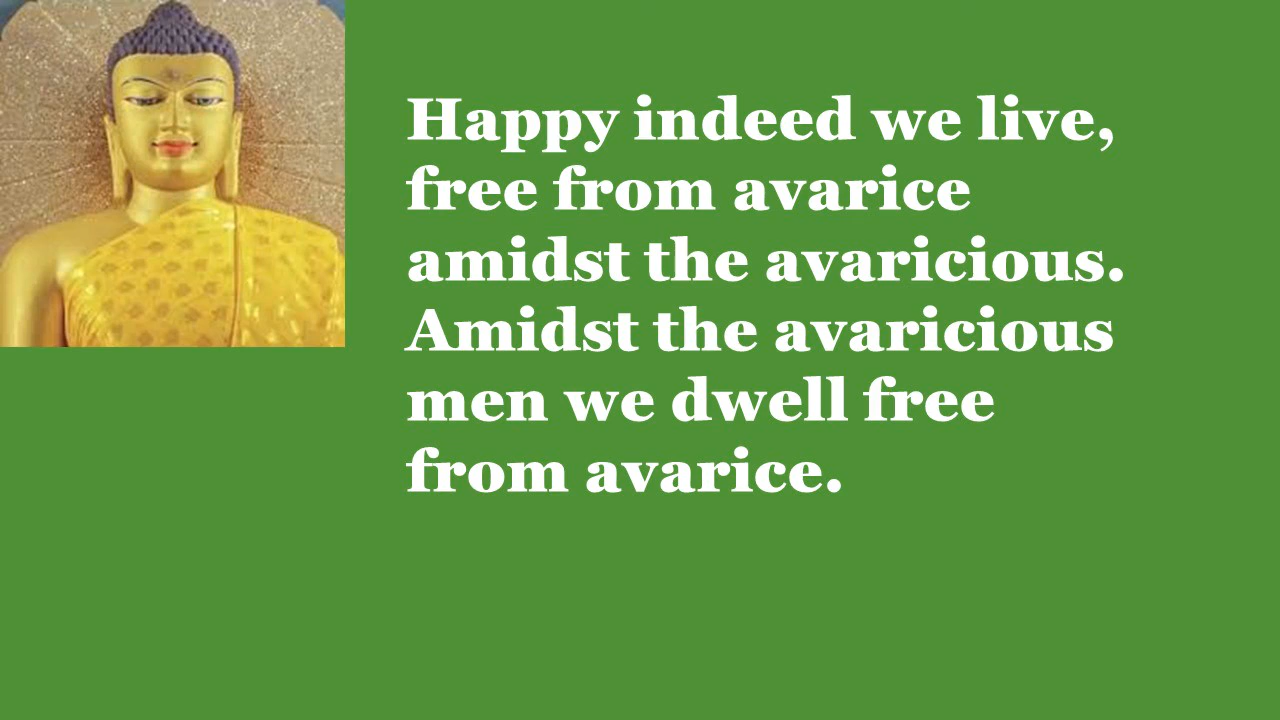 Happy indeed we live,
free from avarice
amidst the avaricious.
Amidst the avaricious
men we dwell free
from avarice.